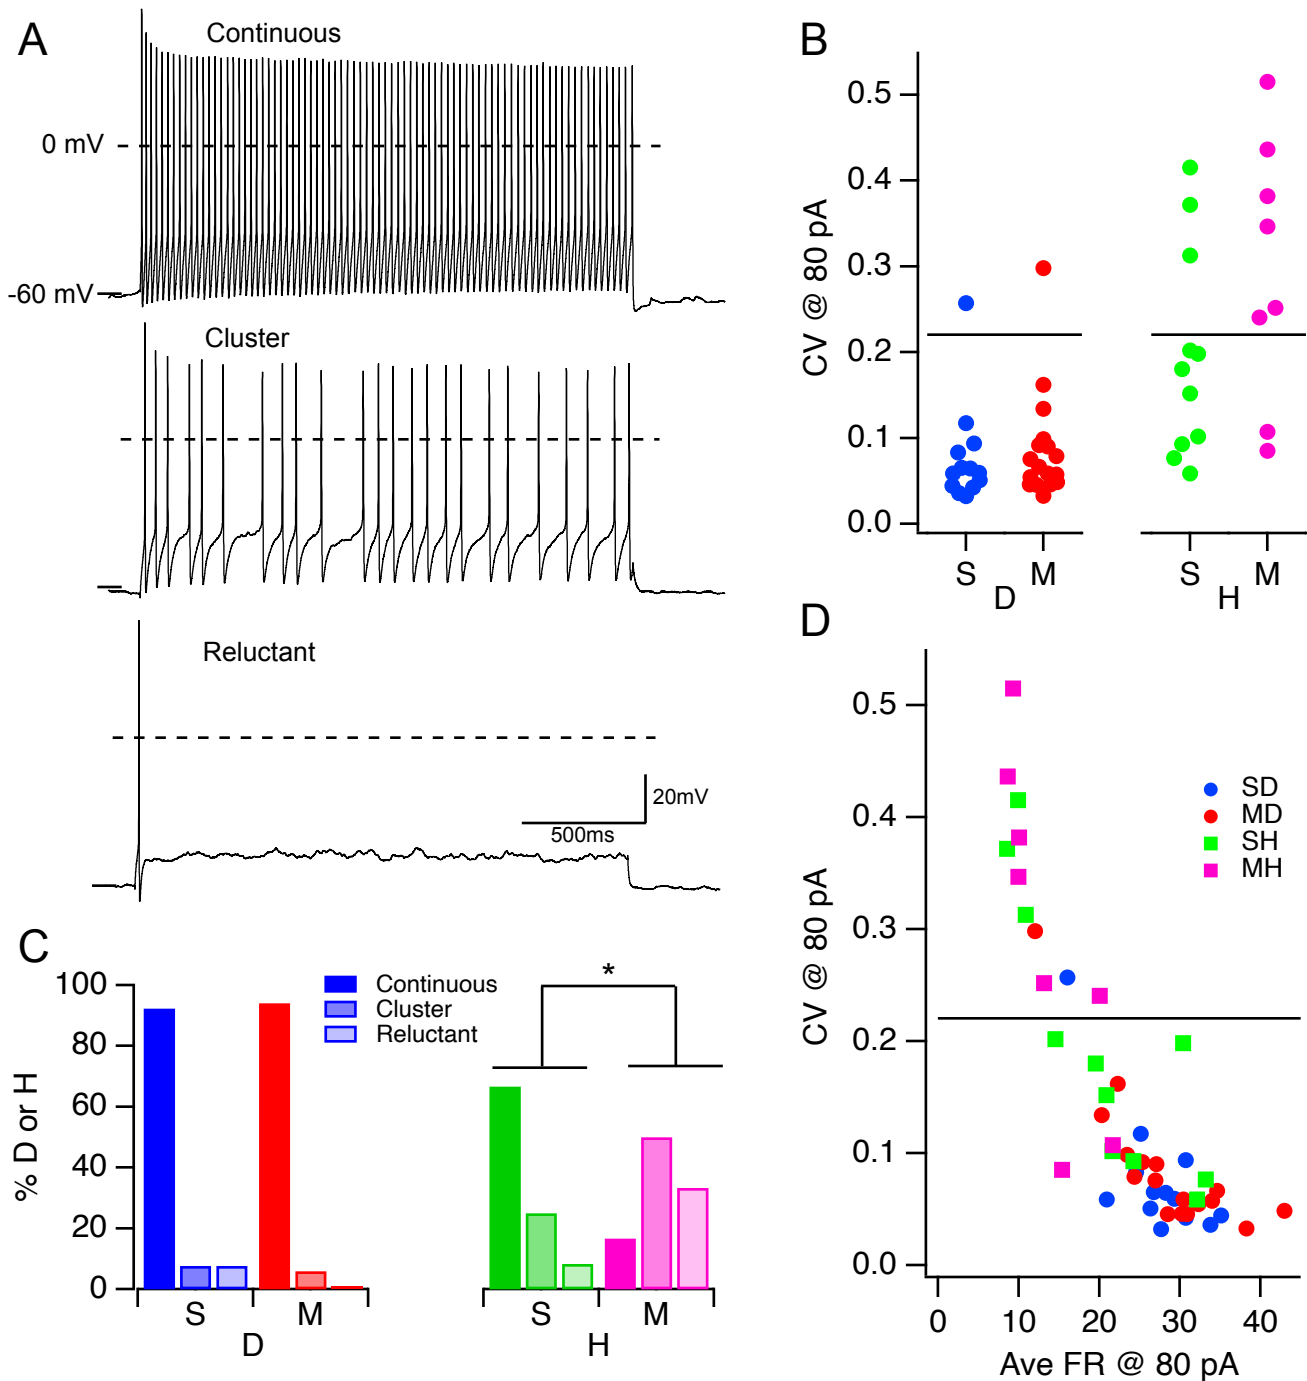 A
Continuous
0 mV
-60 mV
Cluster
Reluctant
20mV
500ms
B
CV @ 80 pA
0.5
0.4
0.3
0.2
0.1
0.0
S M S M
D H
C
% D or H
100
80
60
40
20
0
Continuous
Cluster
Reluctant
*
S M S M
D H
D
CV @ 80 pA
0.5
0.4
0.3
0.2
0.1
0.0
SD
MD
SH
MH
0 10 20 30 40
Ave FR @ 80 pA